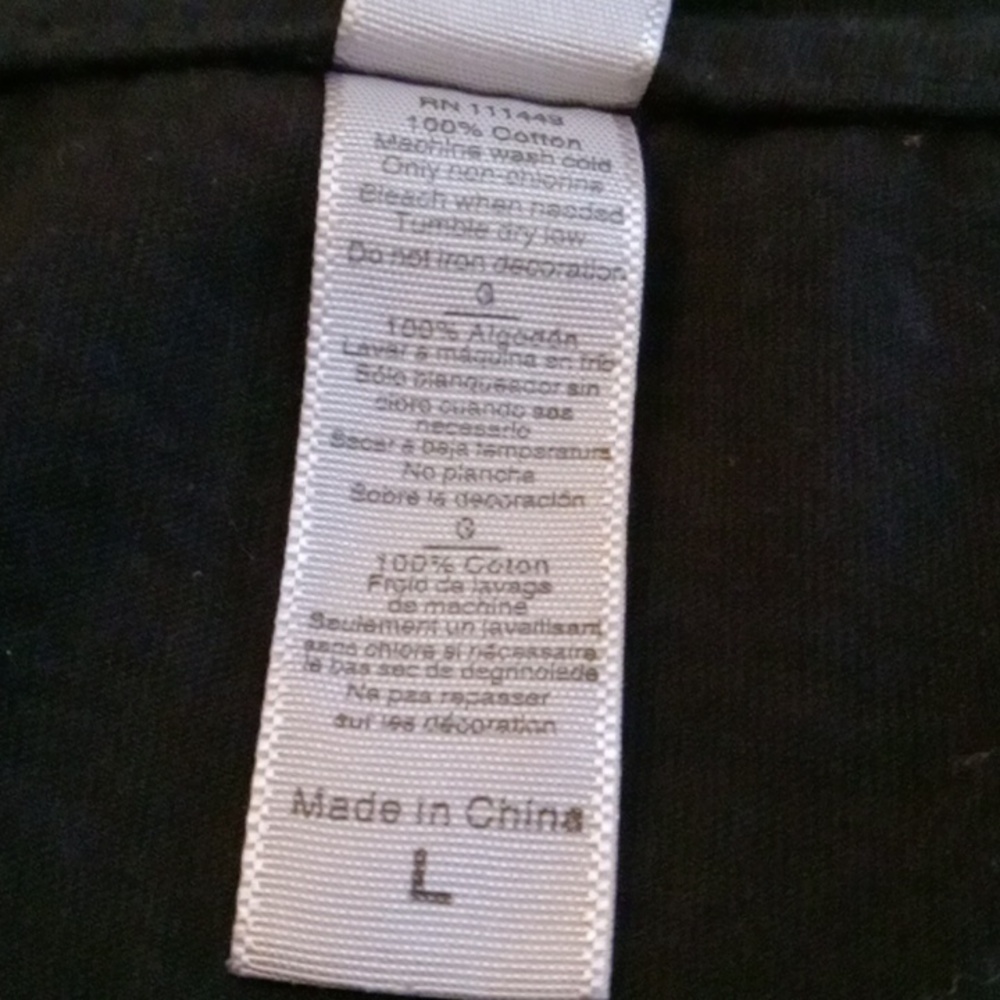 RN 111449
100% Cotton
Machine wash cold
Only non-chlorine
Bleach when needed
Tumble dry low
Do not iron decoration
100% Algodón
Lavar a máquina en frío
Sólo blanqueador sin
cloro cuando sea
necesario
Secar a baja temperatura
No planche
Sobre la decoración
100% Coton
Froid de lavage
de machine
Seulement un javellisant
sans chlore si nécessaire
le bas sec de dégringolade
Ne pas repasser
sur les décoration
Made in China
L